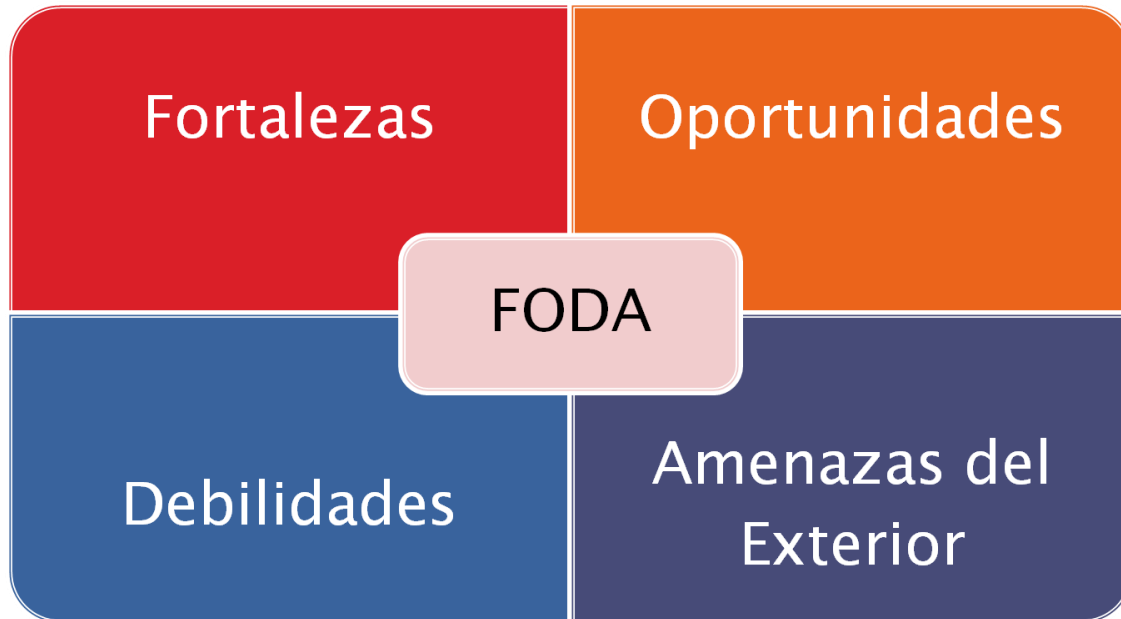 Fortalezas
Oportunidades
FODA
Debilidades
Amenazas del
Exterior